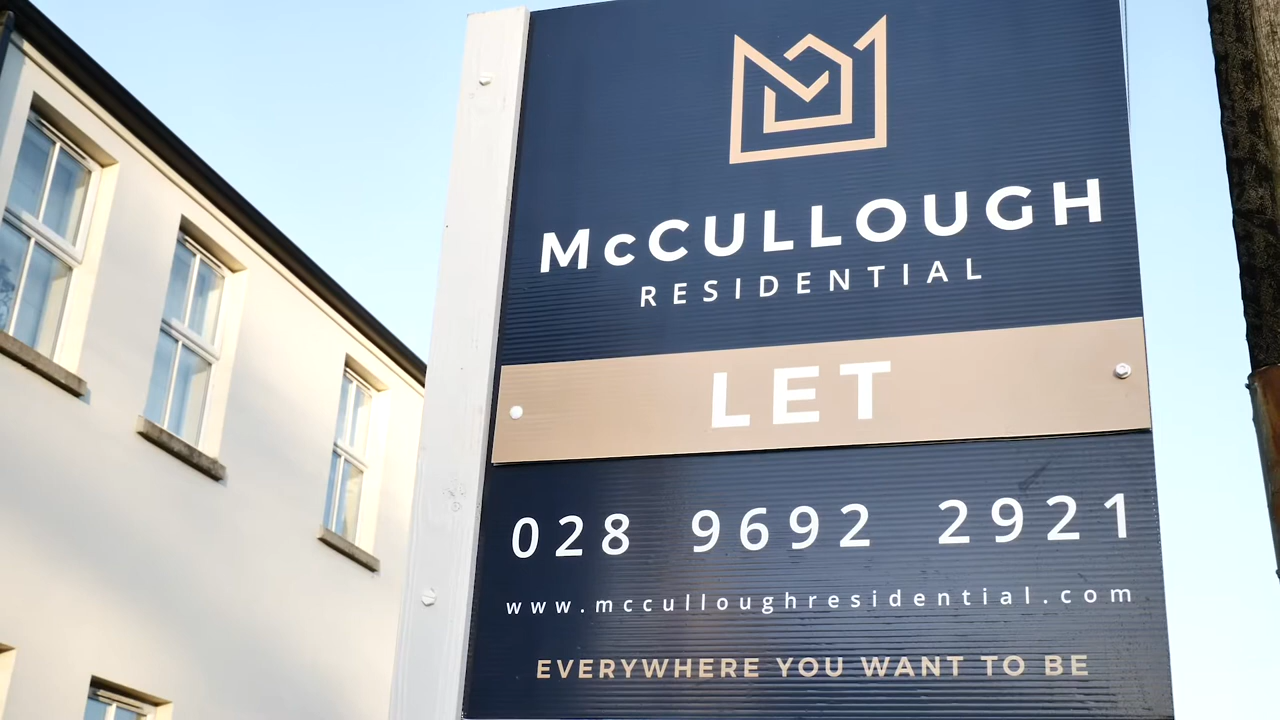 McCULLOUGH
RESIDENTIAL
LET
028 9692 2921
www.mcculloughresidential.com
EVERYWHERE YOU WANT TO BE